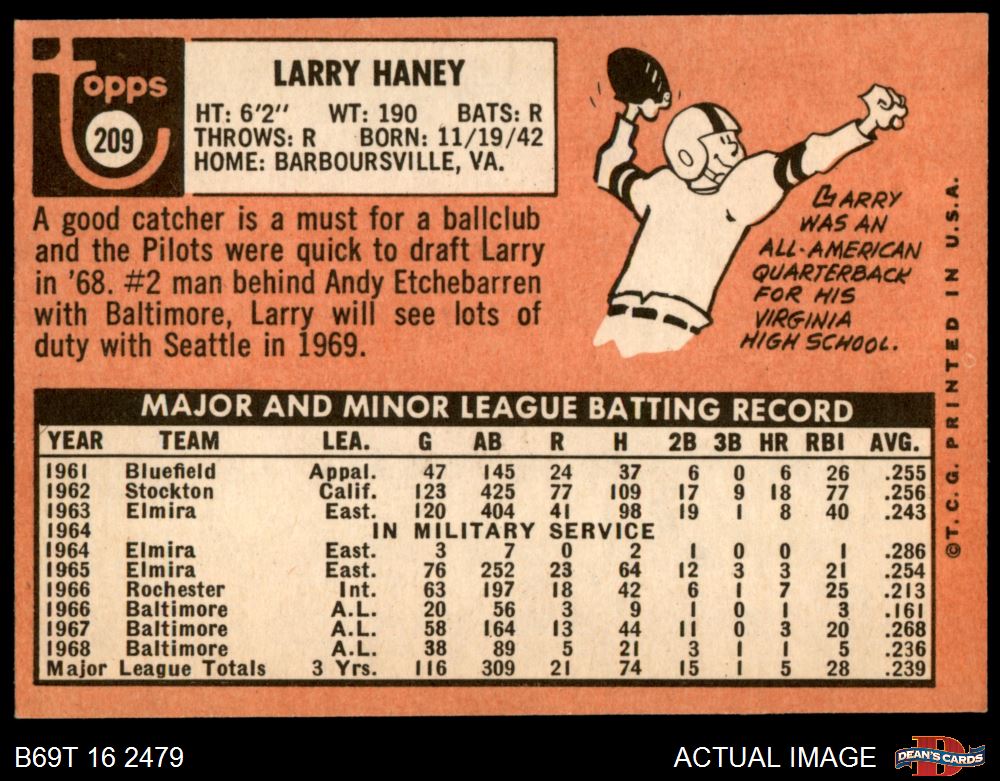 Topps
209
LARRY HANEY
HT: 6'2" WT: 190 BATS: R
THROWS: R BORN: 11/19/42
HOME: BARBOURSVILLE, VA.
A good catcher is a must for a ballclub
and the Pilots were quick to draft Larry
in '68. #2 man behind Andy Etchebarren
with Baltimore, Larry will see lots of
duty with Seattle in 1969.
LARRY
WAS AN
ALL-AMERICAN
QUARTERBACK
FOR HIS
VIRGINIA
HIGH SCHOOL.
©T.C.G. PRINTED IN U.S.A.
MAJOR AND MINOR LEAGUE BATTING RECORD
YEAR TEAM LEA. G AB R H 2B 3B HR RBI AVG.
1961 Bluefield Appal. 47 145 24 37 6 0 6 26 .255
1962 Stockton Calif. 123 425 77 109 17 9 18 77 .256
1963 Elmira East. 120 404 41 98 19 1 8 40 .243
1964 IN MILITARY SERVICE
1964 Elmira East. 3 7 0 2 1 0 0 1 .286
1965 Elmira East. 76 252 23 64 12 3 3 21 .254
1966 Rochester Int. 63 197 18 42 6 1 7 25 .213
1966 Baltimore A.L. 20 56 3 9 1 0 1 3 .161
1967 Baltimore A.L. 58 164 13 44 11 0 3 20 .268
1968 Baltimore A.L. 38 89 5 21 3 1 1 5 .236
Major League Totals 3 Yrs. 116 309 21 74 15 1 5 28 .239
B69T 16 2479
ACTUAL IMAGE
D
DEAN'S CARDS